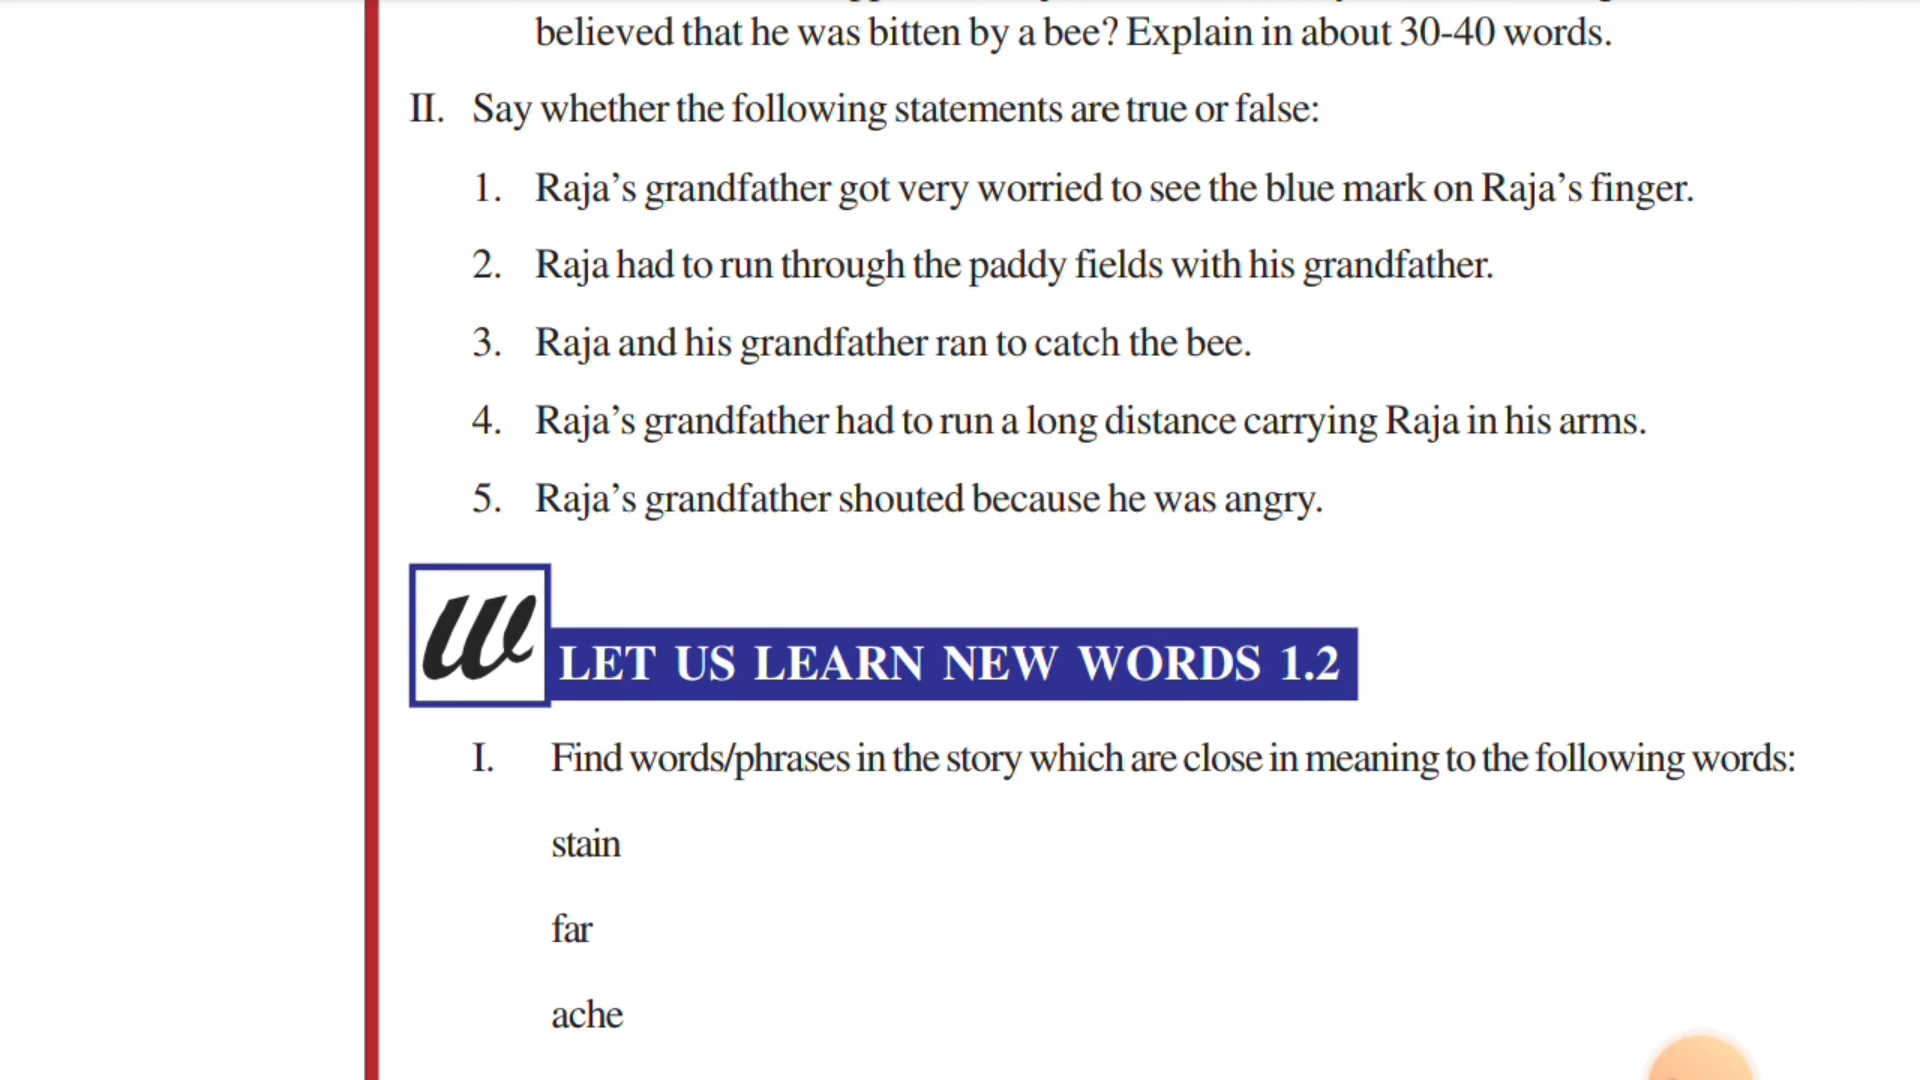 believed that he was bitten by a bee? Explain in about 30-40 words.
II. Say whether the following statements are true or false:
1. Raja’s grandfather got very worried to see the blue mark on Raja’s finger.
2. Raja had to run through the paddy fields with his grandfather.
3. Raja and his grandfather ran to catch the bee.
4. Raja’s grandfather had to run a long distance carrying Raja in his arms.
5. Raja’s grandfather shouted because he was angry.
W
LET US LEARN NEW WORDS 1.2
I. Find words/phrases in the story which are close in meaning to the following words:
stain
far
ache